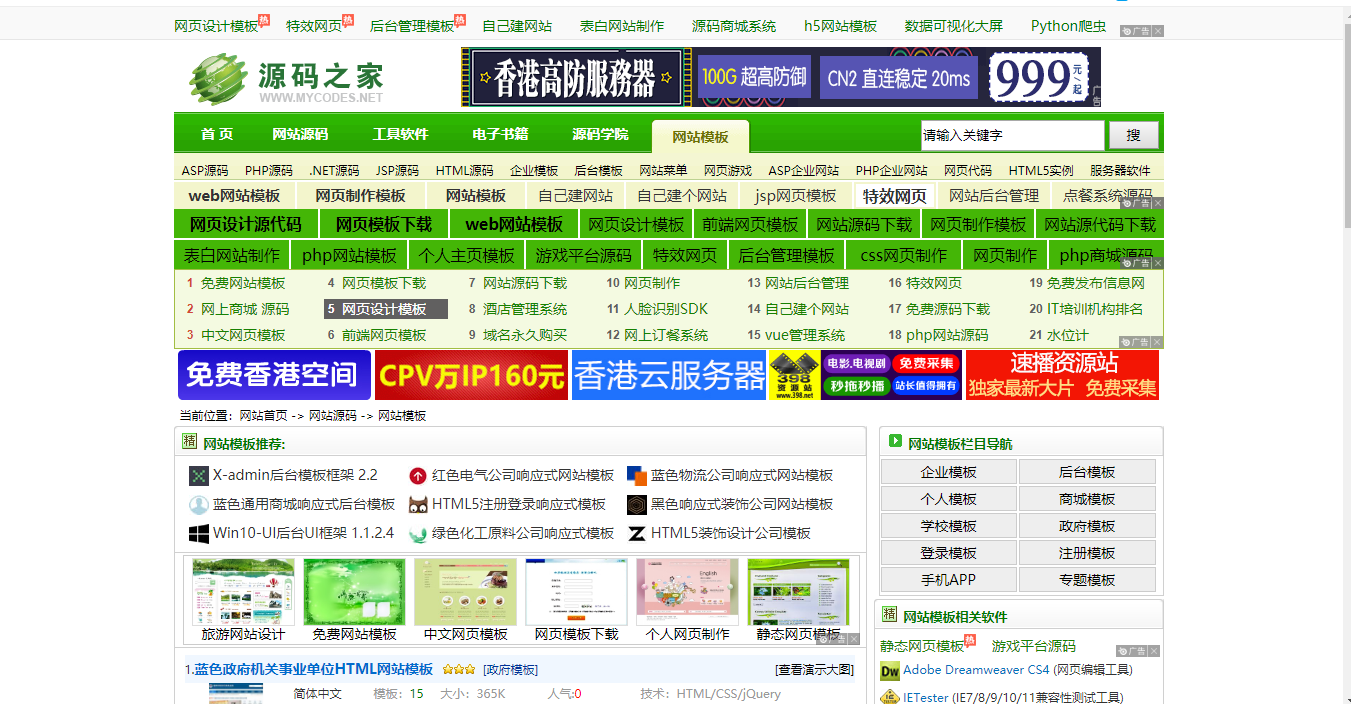 网页设计模板 热 特效网页 热 后台管理模板 热 自己建网站 表白网站制作 源码商城系统 h5网站模板 数据可视化大屏 Python爬虫 广告
源码之家
WWW.MYCODES.NET
香港高防服務器 100G 超高防御 CN2 直连稳定 20ms 999元/起 广告
首 页 网站源码 工具软件 电子书籍 源码学院 网站模板 请输入关键字 搜
ASP源码 PHP源码 .NET源码 JSP源码 HTML源码 企业模板 后台模板 网站菜单 网页游戏 ASP企业网站 PHP企业网站 网页代码 HTML5实例 服务器软件
web网站模板 网页制作模板 网站模板 自己建网站 自己建个网站 jsp网页模板 特效网页 网站后台管理 点餐系统源码 广告
网页设计源代码 网页模板下载 web网站模板 网页设计模板 前端网页模板 网站源码下载 网页制作模板 网站源代码下载
表白网站制作 php网站模板 个人主页模板 游戏平台源码 特效网页 后台管理模板 css网页制作 网页制作 php商城源码 广告
1 免费网站模板 4 网页模板下载 7 网站源码下载 10 网页制作 13 网站后台管理 16 特效网页 19 免费发布信息网
2 网上商城 源码 5 网页设计模板 8 酒店管理系统 11 人脸识别SDK 14 自己建个网站 17 免费源码下载 20 IT培训机构排名
3 中文网页模板 6 前端网页模板 9 域名永久购买 12 网上订餐系统 15 vue管理系统 18 php网站源码 21 水位计 广告
免费香港空间 CPV万IP160元 香港云服务器 398 资源站 www.398.net 电影.电视剧 免费采集 秒拖秒播 站长值得拥有 速播资源站
独家最新大片 免费采集
当前位置：网站首页 -> 网站源码 -> 网站模板
精 网站模板推荐: 网站模板栏目导航
X-admin后台模板框架 2.2 红色电气公司响应式网站模板 蓝色物流公司响应式网站模板 企业模板 后台模板
蓝色通用商城响应式后台模板 HTML5注册登录响应式模板 黑色响应式装饰公司网站模板 个人模板 商城模板
Win10-UI后台UI框架 1.1.2.4 绿色化工原料公司响应式模板 HTML5装饰设计公司模板 学校模板 政府模板
登录模板 注册模板
手机APP 专题模板
旅游网站设计 免费网站模板 中文网页模板 网页模板下载 个人网页制作 静态网页模板 广告
精 网站模板相关软件
静态网页模板 热 游戏平台源码 广告
1.蓝色政府机关事业单位HTML网站模板 [政府模板] [查看演示大图]
Dw Adobe Dreamweaver CS4 (网页编辑工具)
简体中文 模板：15 大小：365K 人气:0 技术：HTML/CSS/jQuery
IETester (IE7/8/9/10/11兼容性测试工具)